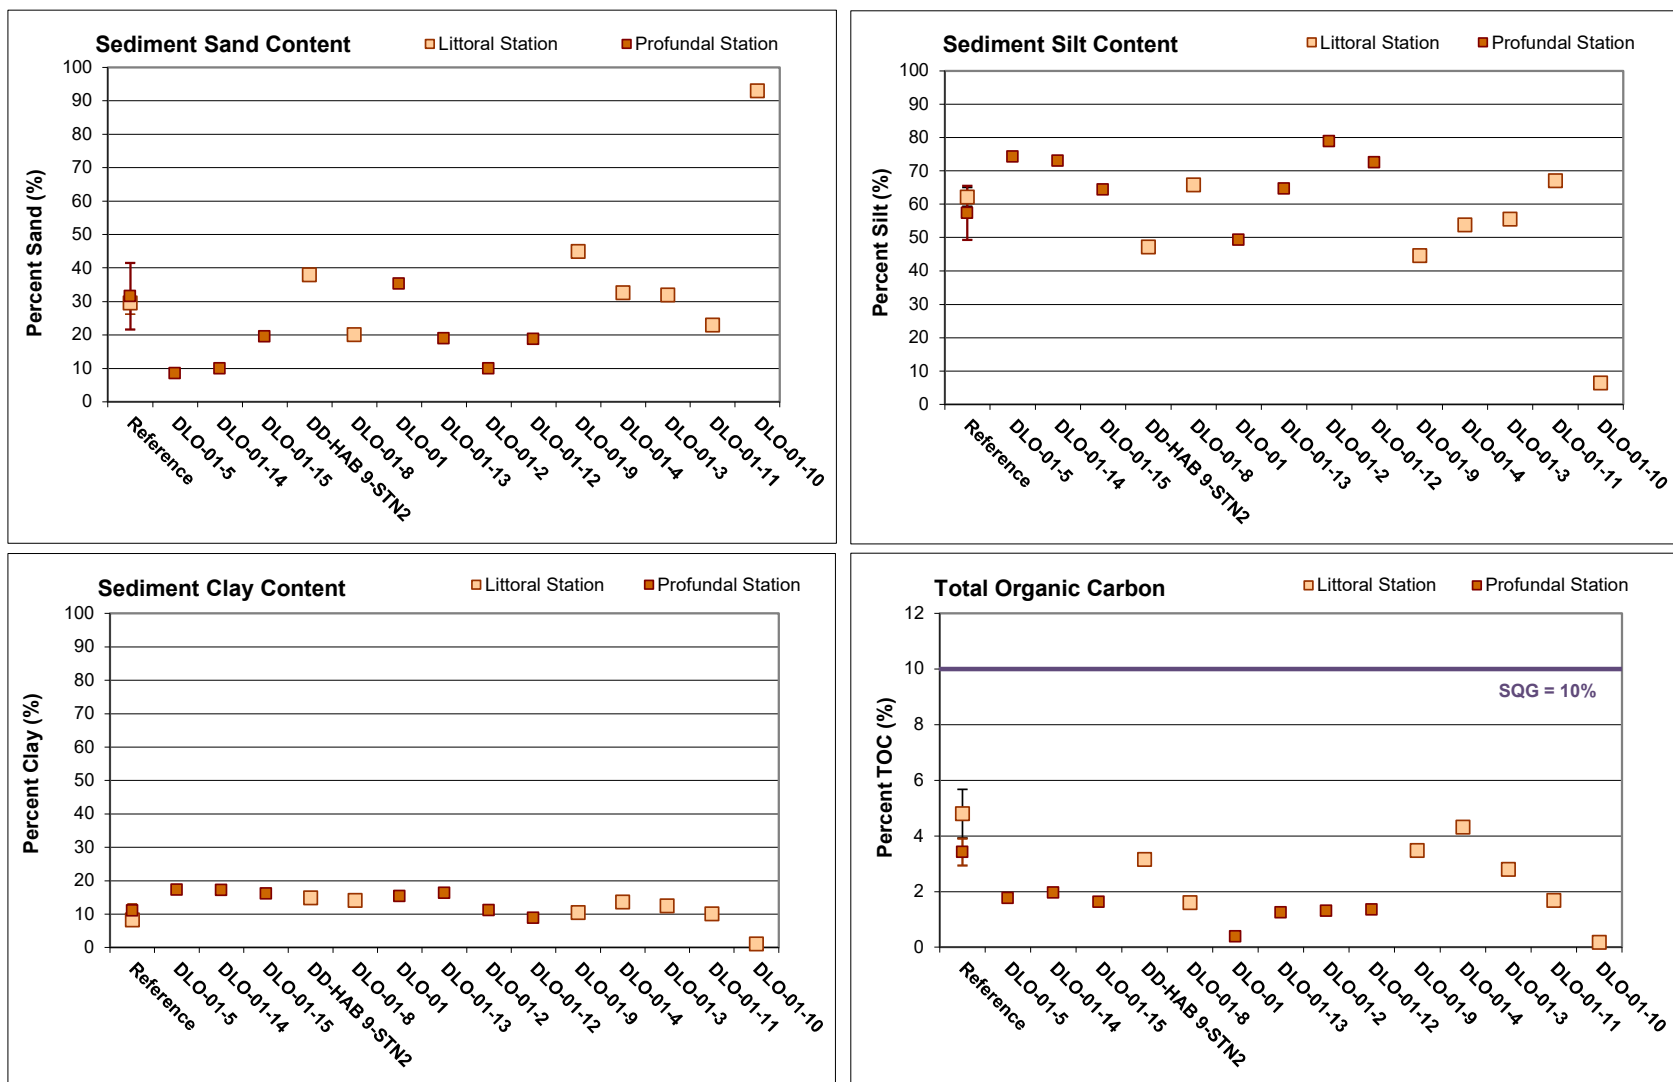 Sediment Sand Content
Littoral Station
Profundal Station
Percent Sand (%)
100
90
80
70
60
50
40
30
20
10
0
Reference
DLO-01-5
DLO-01-14
DLO-01-15
DD-HAB 9-STN2
DLO-01-8
DLO-01
DLO-01-13
DLO-01-2
DLO-01-12
DLO-01-9
DLO-01-4
DLO-01-3
DLO-01-11
DLO-01-10
Sediment Silt Content
Littoral Station
Profundal Station
Percent Silt (%)
100
90
80
70
60
50
40
30
20
10
0
Reference
DLO-01-5
DLO-01-14
DLO-01-15
DD-HAB 9-STN2
DLO-01-8
DLO-01
DLO-01-13
DLO-01-2
DLO-01-12
DLO-01-9
DLO-01-4
DLO-01-3
DLO-01-11
DLO-01-10
Sediment Clay Content
Littoral Station
Profundal Station
Percent Clay (%)
100
90
80
70
60
50
40
30
20
10
0
Reference
DLO-01-5
DLO-01-14
DLO-01-15
DD-HAB 9-STN2
DLO-01-8
DLO-01
DLO-01-13
DLO-01-2
DLO-01-12
DLO-01-9
DLO-01-4
DLO-01-3
DLO-01-11
DLO-01-10
Total Organic Carbon
Littoral Station
Profundal Station
Percent TOC (%)
12
10
8
6
4
2
0
SQG = 10%
Reference
DLO-01-5
DLO-01-14
DLO-01-15
DD-HAB 9-STN2
DLO-01-8
DLO-01
DLO-01-13
DLO-01-2
DLO-01-12
DLO-01-9
DLO-01-4
DLO-01-3
DLO-01-11
DLO-01-10